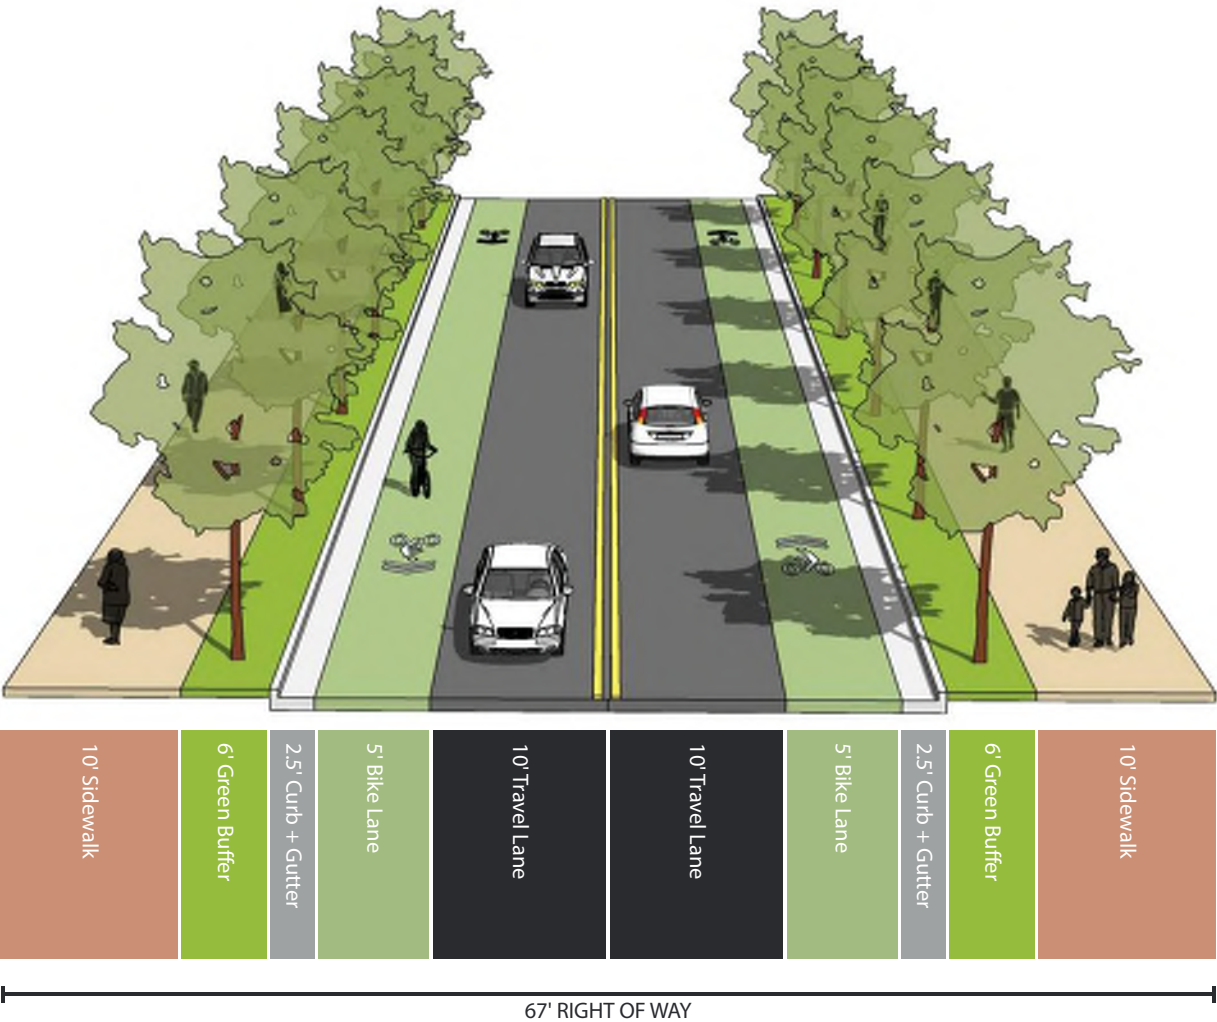 10' Sidewalk
6' Green Buffer
2.5' Curb + Gutter
5' Bike Lane
10' Travel Lane
10' Travel Lane
5' Bike Lane
2.5' Curb + Gutter
6' Green Buffer
10' Sidewalk
67' RIGHT OF WAY